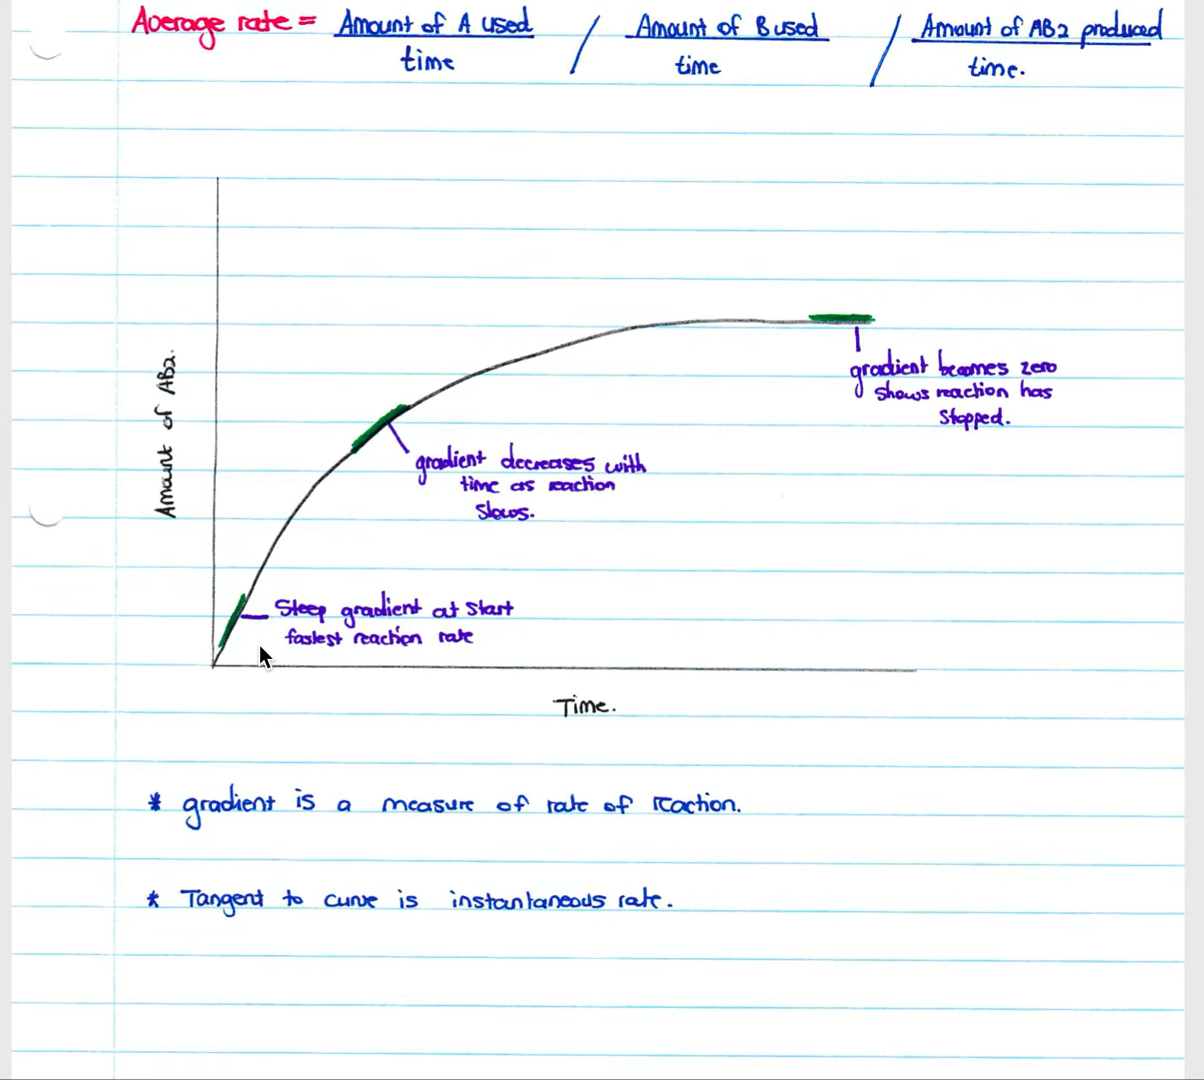 Average rate = Amount of A used / Amount of B used / Amount of AB2 produced
time time time.
Amount of AB2.
gradient becomes zero
shows reaction has
stopped.
gradient decreases with
time as reaction
slows.
Steep gradient at start
fastest reaction rate
Time.
* gradient is a measure of rate of reaction.
* Tangent to curve is instantaneous rate.